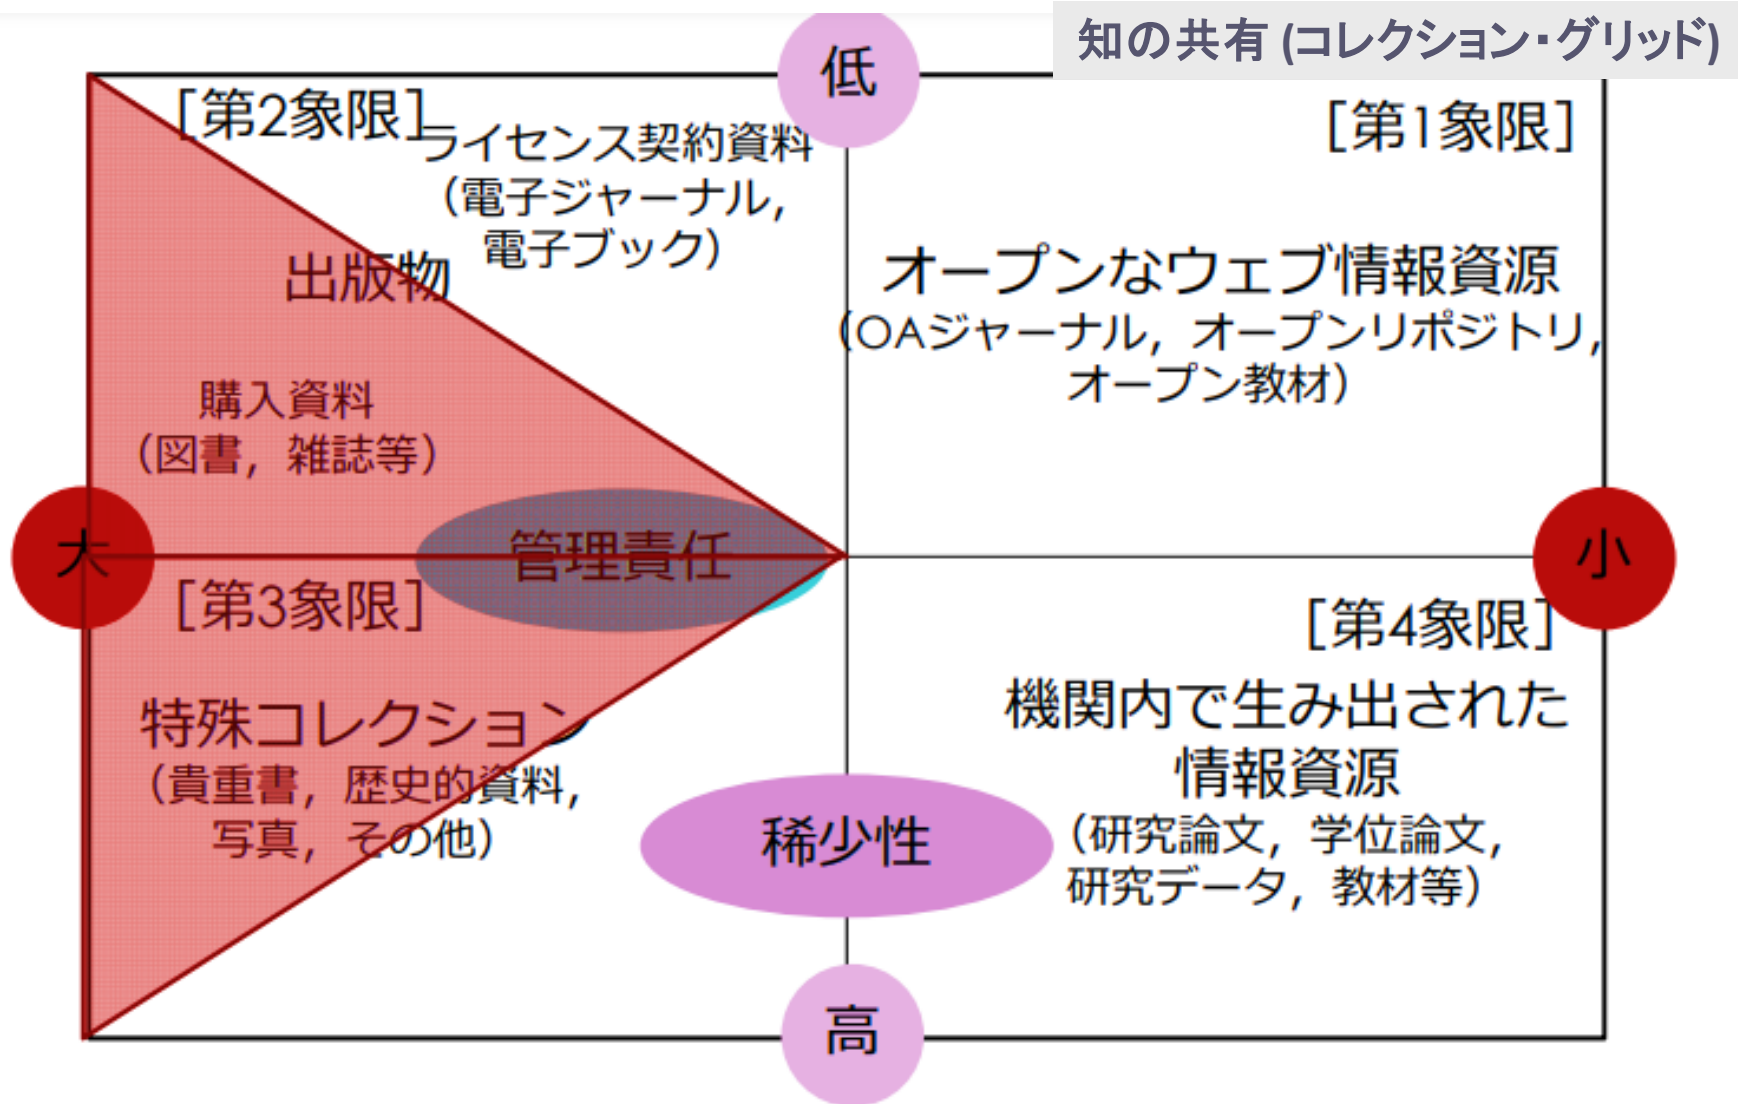 知の共有 (コレクション・グリッド)
低
[第2象限]
ライセンス契約資料
(電子ジャーナル,
電子ブック)
出版物
購入資料
(図書, 雑誌等)
[第1象限]
オープンなウェブ情報資源
(OAジャーナル, オープンリポジトリ,
オープン教材)
大
管理責任
小
[第3象限]
特殊コレクション
(貴重書, 歴史的資料,
写真, その他)
[第4象限]
機関内で生み出された
情報資源
(研究論文, 学位論文,
研究データ, 教材等)
稀少性
高